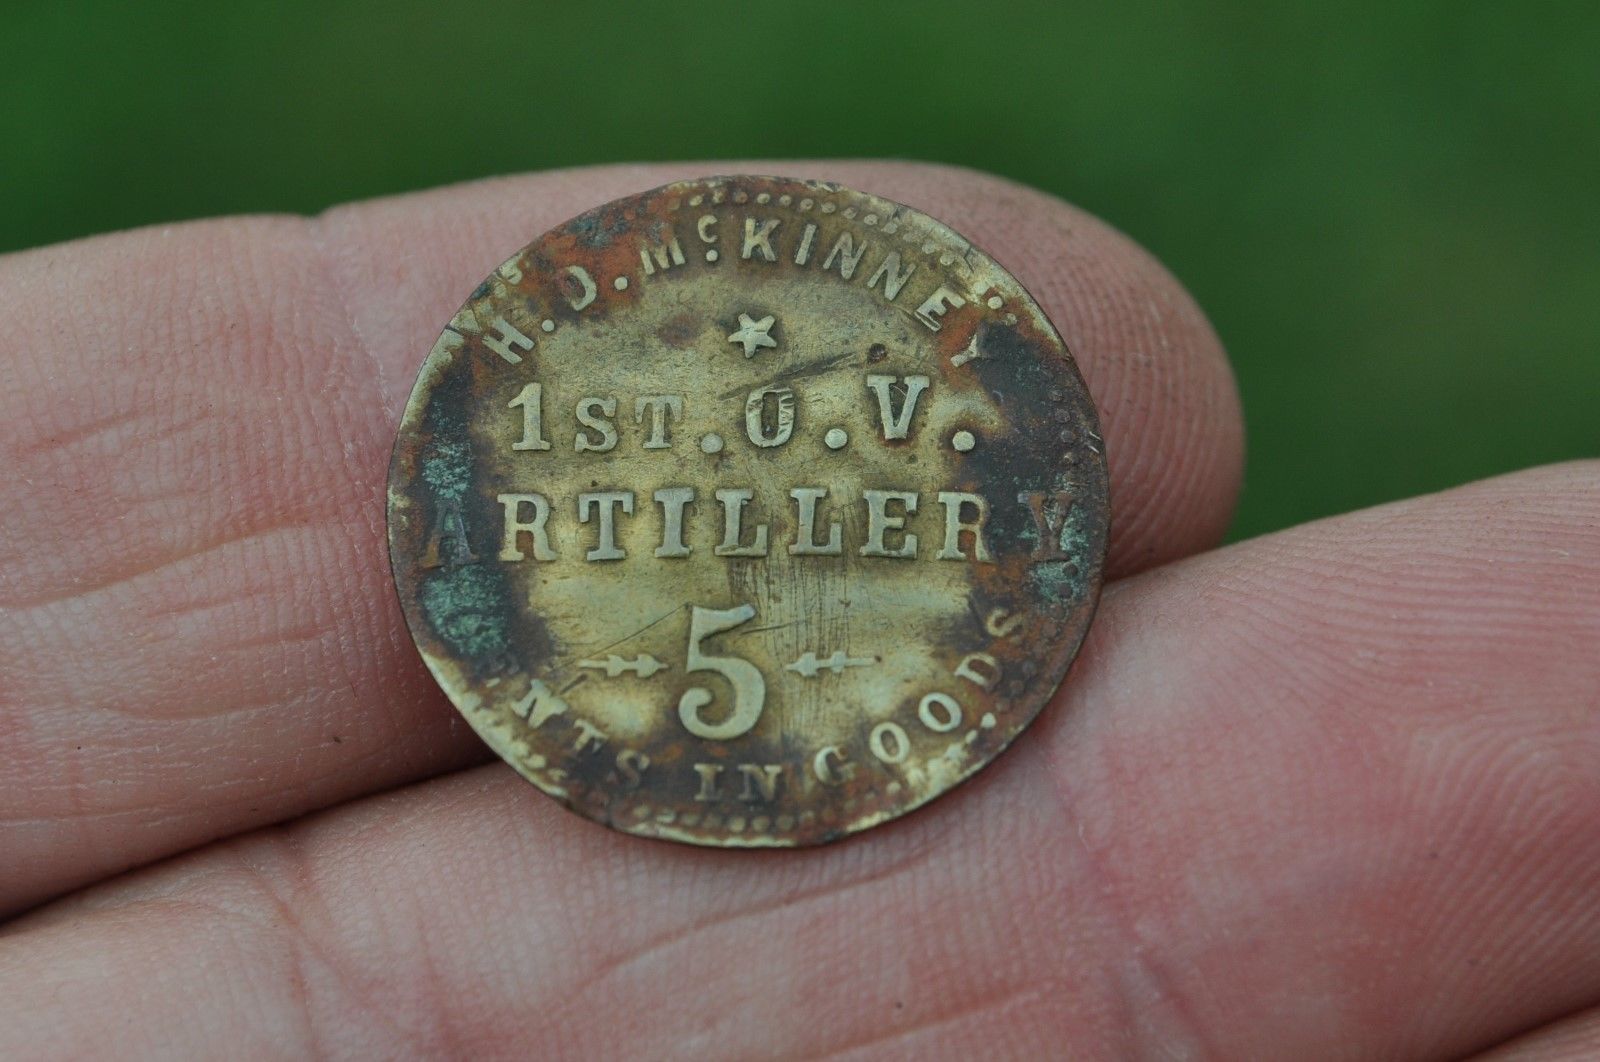 H. D. McKINNEY
1ST. O. V.
ARTILLERY
5
IN GOODS